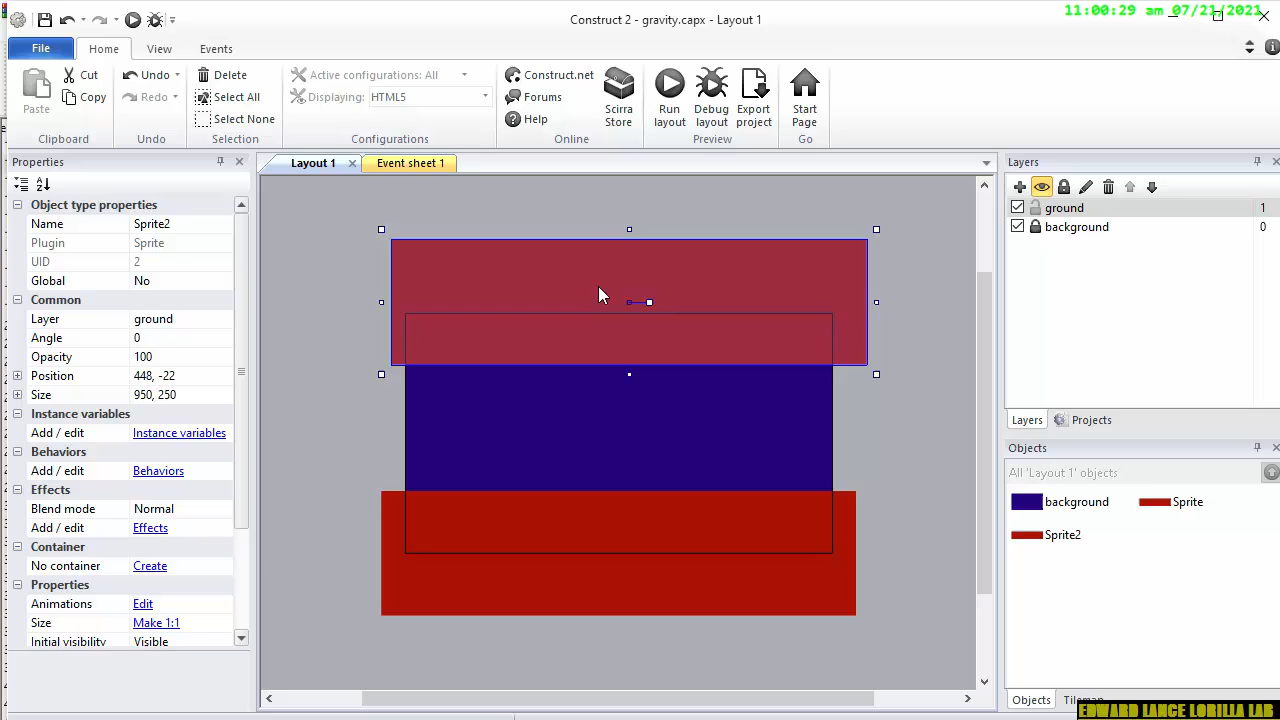 Construct 2 - gravity.capx - Layout 1
11:00:29 am 07/21/2021
File
Home
View
Events
Paste
Cut
Copy
Clipboard
Undo
Redo
Undo
Delete
Select All
Select None
Selection
Active configurations: All
Displaying:
HTML5
Configurations
Construct.net
Forums
Help
Scirra
Store
Online
Run
layout
Debug
layout
Export
project
Preview
Start
Page
Go
Properties
Layout 1
Event sheet 1
Layers
Object type properties
Name Sprite2
Plugin Sprite
UID 2
Global No
Common
Layer ground
Angle 0
Opacity 100
Position 448, -22
Size 950, 250
Instance variables
Add / edit Instance variables
Behaviors
Add / edit Behaviors
Effects
Blend mode Normal
Add / edit Effects
Container
No container Create
Properties
Animations Edit
Size Make 1:1
Initial visibility Visible
ground 1
background 0
Layers
Projects
Objects
All 'Layout 1' objects
background
Sprite
Sprite2
Objects
Tilemap
EDWARD LANCE LORILLA LAB